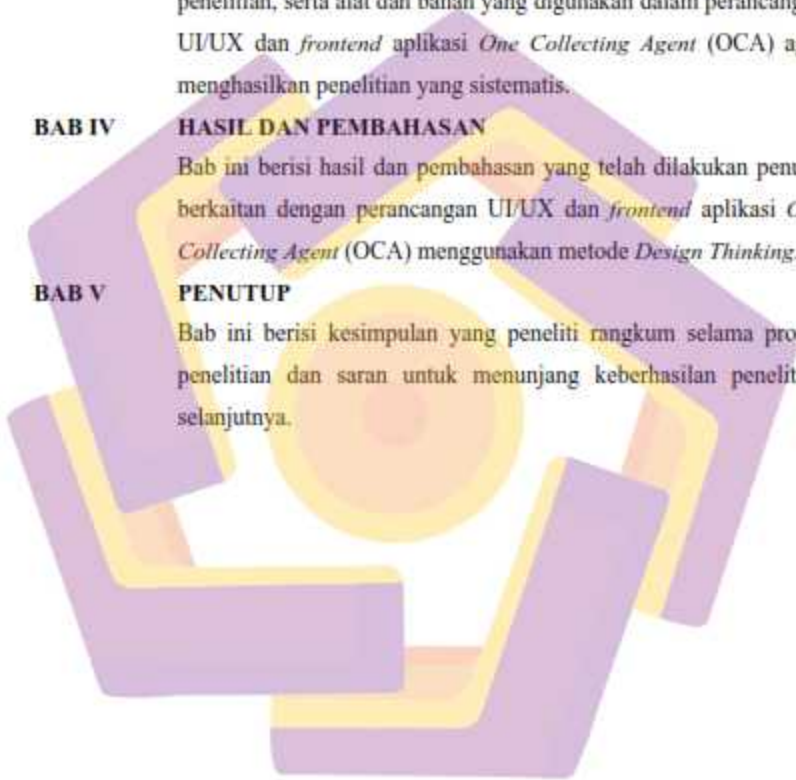 penelitian, serta alat dan bahan yang digunakan dalam perancang
UI/UX dan frontend aplikasi One Collecting Agent (OCA) a
menghasilkan penelitian yang sistematis.
BAB IV HASIL DAN PEMBAHASAN
Bab ini berisi hasil dan pembahasan yang telah dilakukan penu
berkaitan dengan perancangan UI/UX dan frontend aplikasi O
Collecting Agent (OCA) menggunakan metode Design Thinking.
BAB V PENUTUP
Bab ini berisi kesimpulan yang peneliti rangkum selama pro
penelitian dan saran untuk menunjang keberhasilan penelit
selanjutnya.